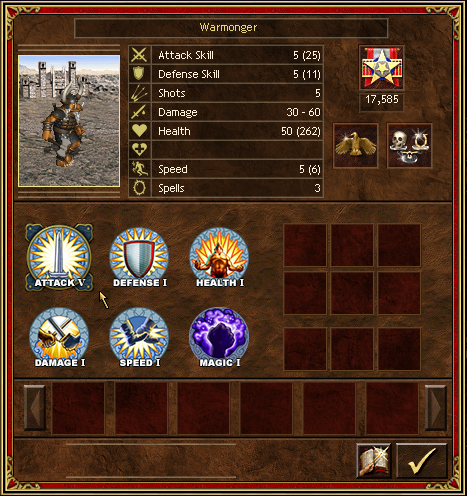 Warmonger
Attack Skill 5 (25)
Defense Skill 5 (11)
Shots 5
Damage 30 - 60
Health 50 (262)
Speed 5 (6)
Spells 3
17,585
ATTACK V DEFENSE I HEALTH I
DAMAGE I SPEED I MAGIC I